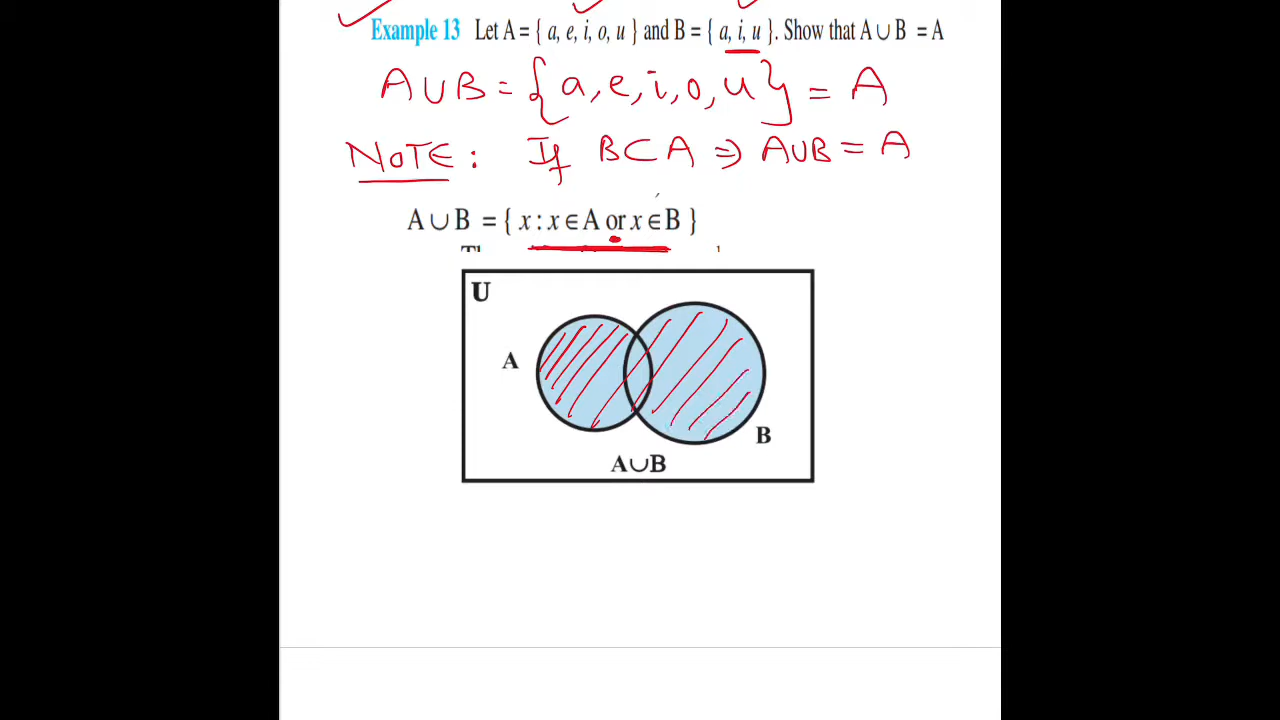 Example 13 Let A = { a, e, i, o, u } and B = { a, i, u }. Show that A ∪ B = A
A∪B = {a, e, i, o, u} = A
NOTE: If B⊂A ⇒ A∪B = A
A ∪ B = { x : x ∈ A or x ∈ B }
U
A
B
A∪B